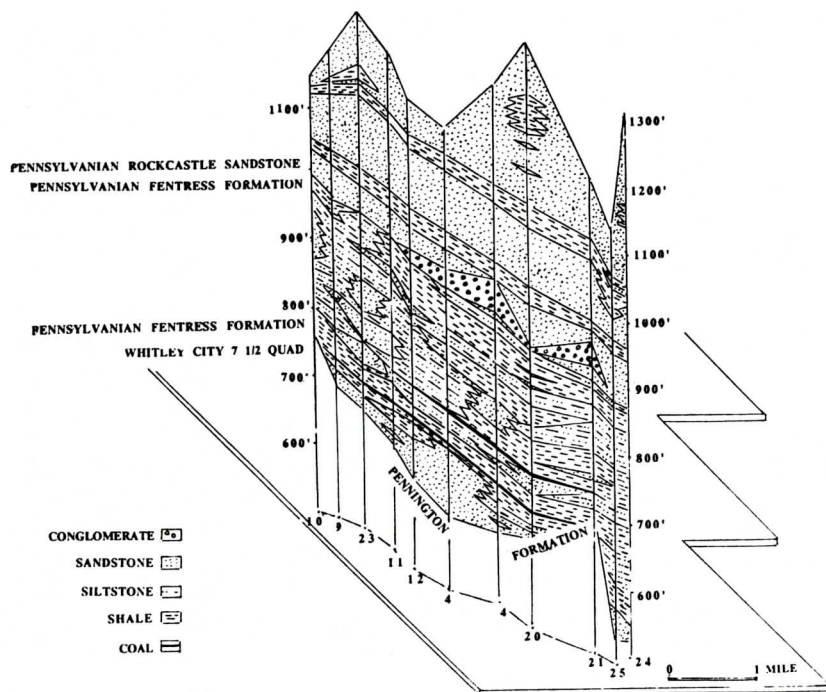 1100'
PENNSYLVANIAN ROCKCASTLE SANDSTONE
PENNSYLVANIAN FENTRESS FORMATION
900'
800'
PENNSYLVANIAN FENTRESS FORMATION
WHITLEY CITY 7 1/2 QUAD
700'
600'
1300'
1200'
1100'
1000'
900'
800'
700'
600'
PENNINGTON
FORMATION
10
9
23
11
12
4
4
20
21
25
24
CONGLOMERATE
SANDSTONE
SILTSTONE
SHALE
COAL
0 1 MILE